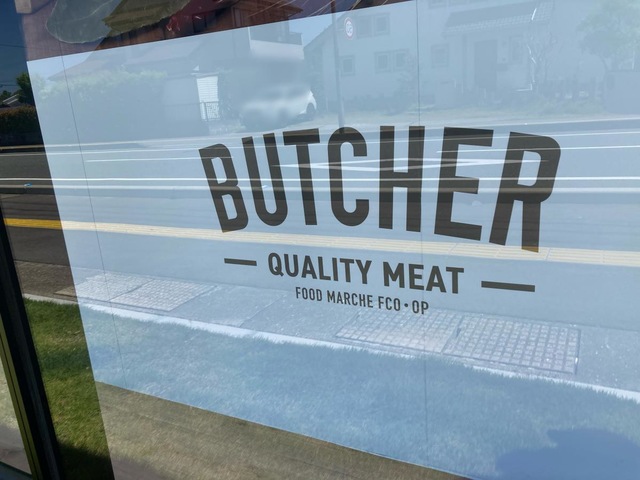 BUTCHER
— QUALITY MEAT —
FOOD MARCHE FCO•OP